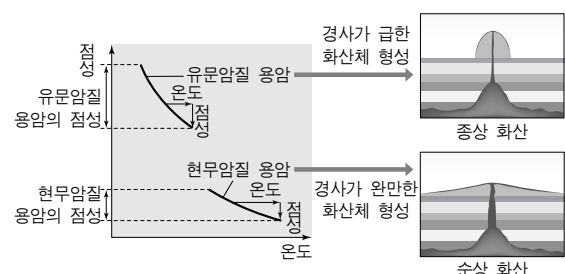 점성
유문암질
용암의 점성
유문암질 용암
온도
점성
현무암질
용암의 점성
현무암질 용암
온도
점성
온도
경사가 급한
화산체 형성
종상 화산
경사가 완만한
화산체 형성
순상 화산